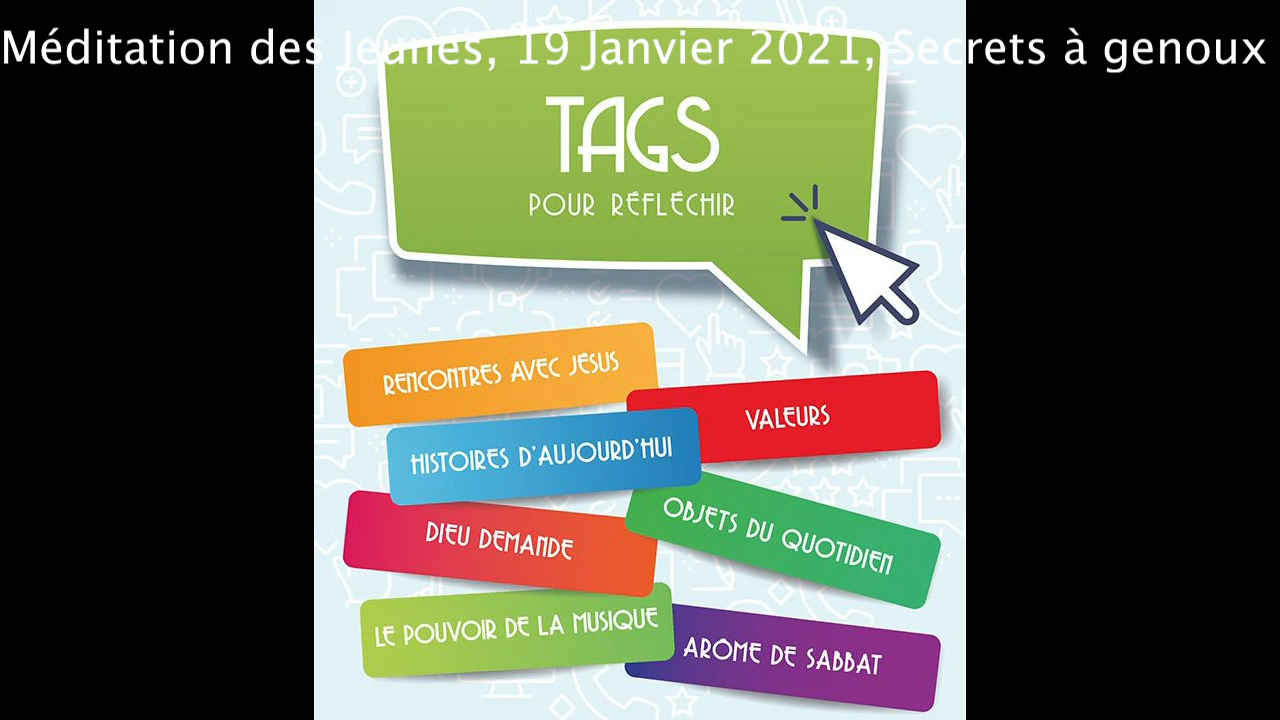 Méditation des Jeunes, 19 Janvier 2021, Secrets à genoux
TAGS
POUR RÉFLÉCHIR
RENCONTRES AVEC JÉSUS
VALEURS
HISTOIRES D'AUJOURD'HUI
OBJETS DU QUOTIDIEN
DIEU DEMANDE
LE POUVOIR DE LA MUSIQUE
ARÔME DE SABBAT